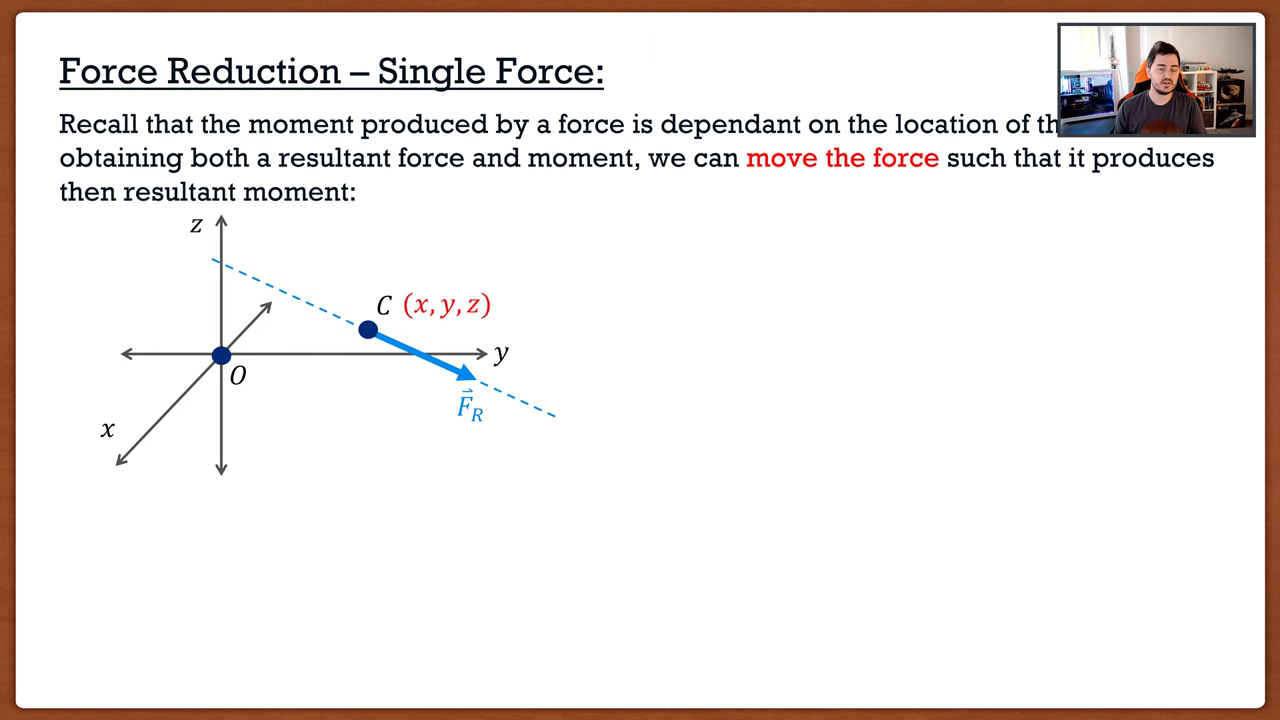 Force Reduction – Single Force:
Recall that the moment produced by a force is dependant on the location of
obtaining both a resultant force and moment, we can move the force such that it produces
then resultant moment:
z
C (x, y, z)
y
O
F⃗_R
x